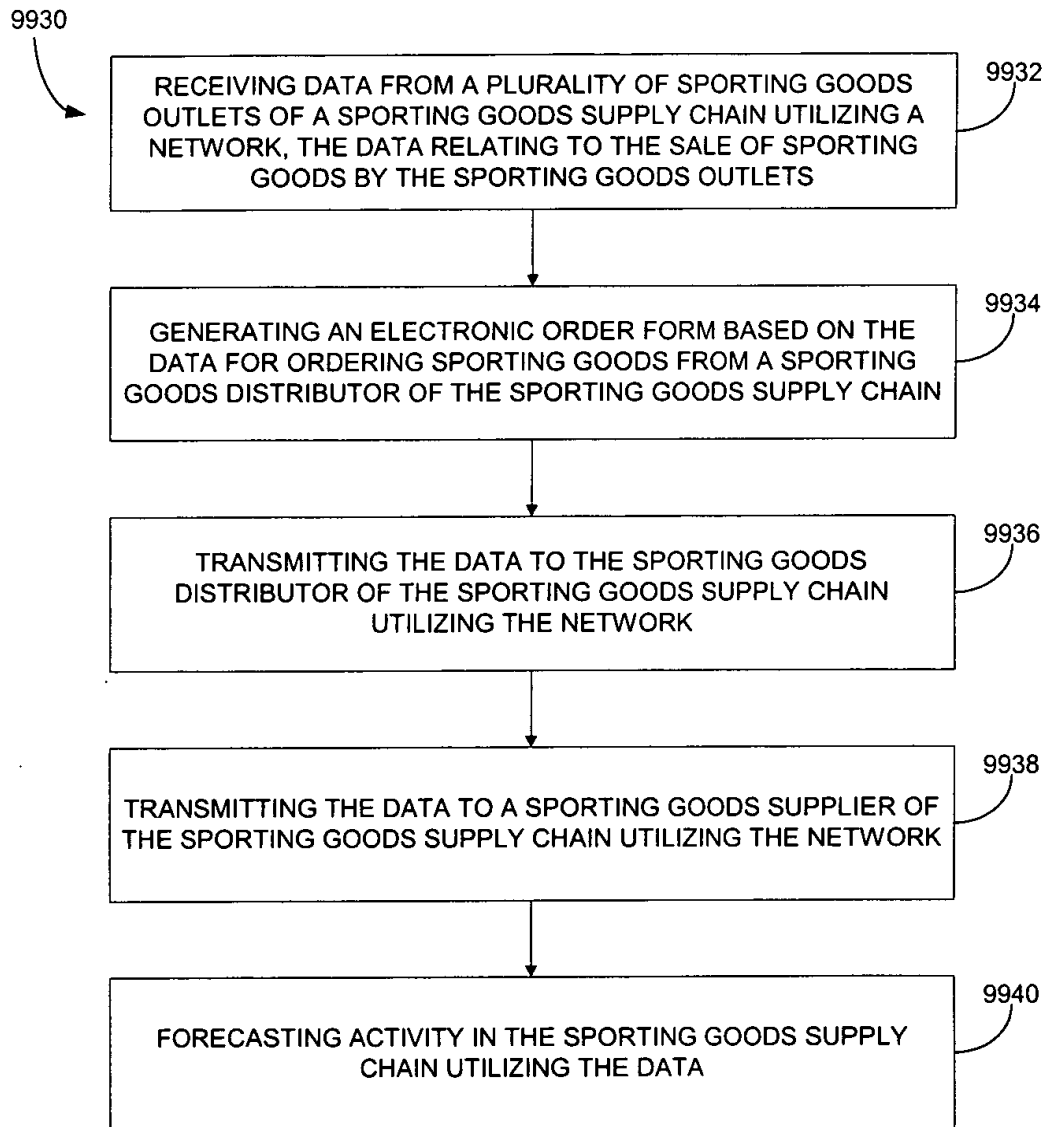 9930
RECEIVING DATA FROM A PLURALITY OF SPORTING GOODS
OUTLETS OF A SPORTING GOODS SUPPLY CHAIN UTILIZING A
NETWORK, THE DATA RELATING TO THE SALE OF SPORTING
GOODS BY THE SPORTING GOODS OUTLETS
9932
GENERATING AN ELECTRONIC ORDER FORM BASED ON THE
DATA FOR ORDERING SPORTING GOODS FROM A SPORTING
GOODS DISTRIBUTOR OF THE SPORTING GOODS SUPPLY CHAIN
9934
TRANSMITTING THE DATA TO THE SPORTING GOODS
DISTRIBUTOR OF THE SPORTING GOODS SUPPLY CHAIN
UTILIZING THE NETWORK
9936
TRANSMITTING THE DATA TO A SPORTING GOODS SUPPLIER OF
THE SPORTING GOODS SUPPLY CHAIN UTILIZING THE NETWORK
9938
FORECASTING ACTIVITY IN THE SPORTING GOODS SUPPLY
CHAIN UTILIZING THE DATA
9940